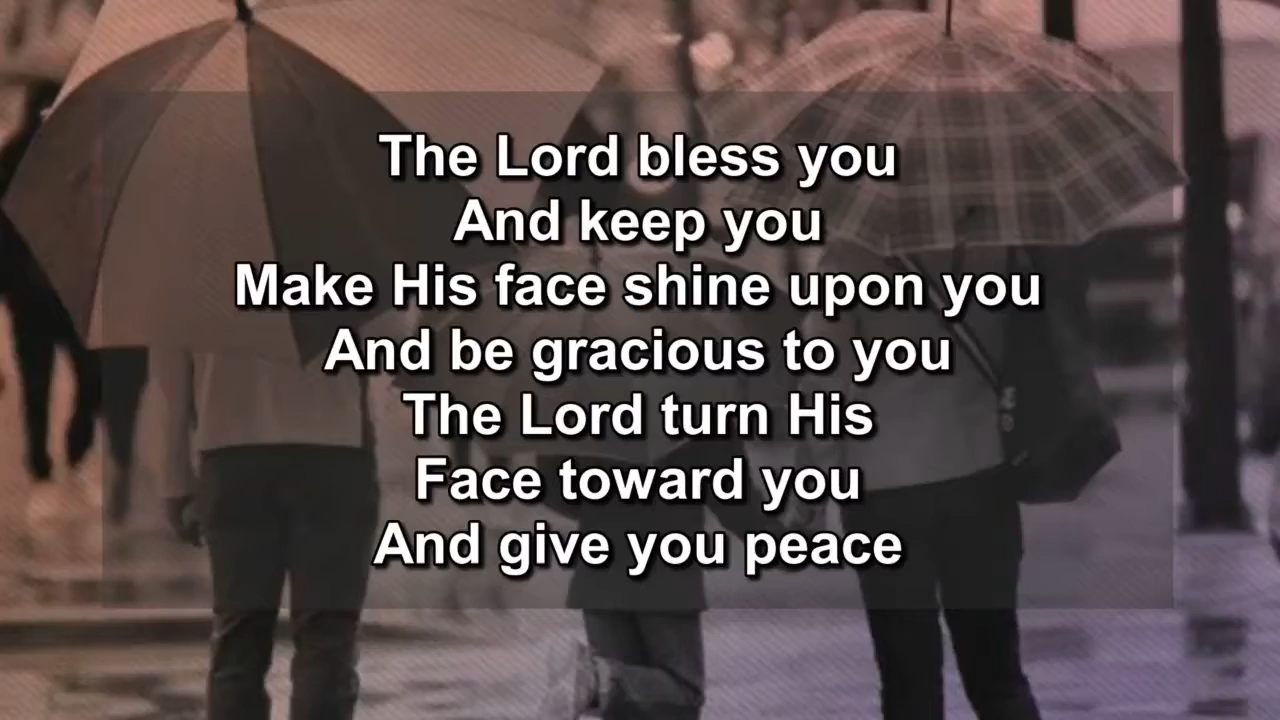 The Lord bless you
And keep you
Make His face shine upon you
And be gracious to you
The Lord turn His
Face toward you
And give you peace